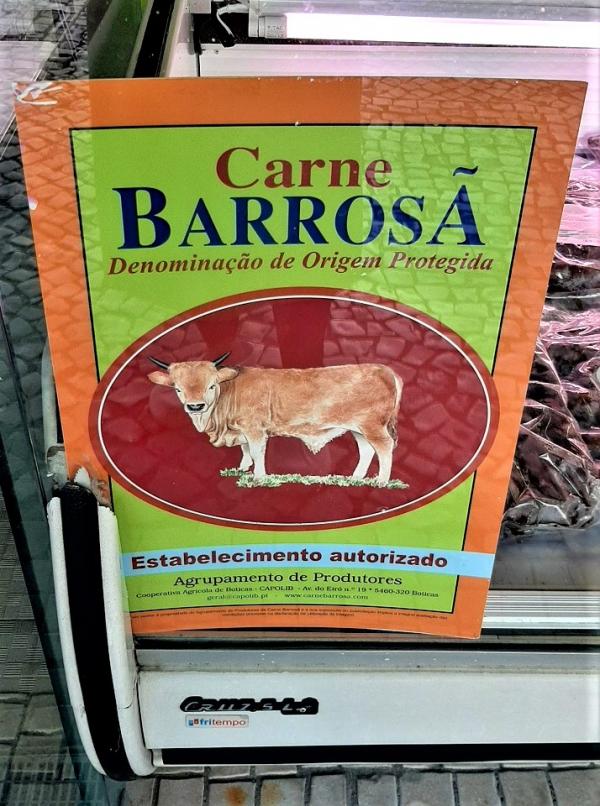 Carne
BARROSÃ
Denominação de Origem Protegida
Estabelecimento autorizado
Agrupamento de Produtores
Cooperativa Agrícola de Boticas - CAPOLIB - Av. do Eiró n.º 19 * 5460-320 Boticas
geral@capolib.pt - www.carnebarrosa.com
fritempo